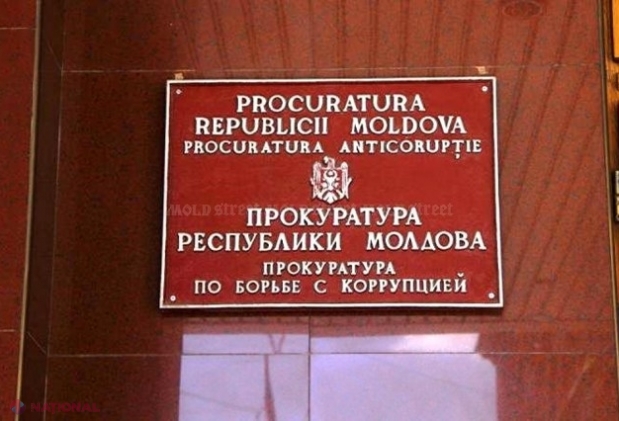 PROCURATURA
REPUBLICII MOLDOVA
PROCURATURA ANTICORUPȚIE
ПРОКУРАТУРА
РЕСПУБЛИКИ МОЛДОВА
ПРОКУРАТУРА
ПО БОРЬБЕ С КОРРУПЦИЕЙ